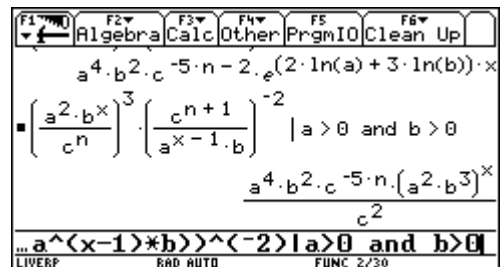 F1 F2 F3 F4 F5 F6
Algebra Calc Other PrgmIO Clean Up
a^4·b^2·c^-5·n-2·e^(2·ln(a)+3·ln(b))·x
■(a^2·b^x/c^n)^3·(c^n+1/a^x-1·b)^-2 | a>0 and b>0
a^4·b^2·c^-5·n·(a^2·b^3)^x
c^2
…a^(x-1)*b))^(-2)|a>0 and b>0
LIVERP RAD AUTO FUNC 2/30